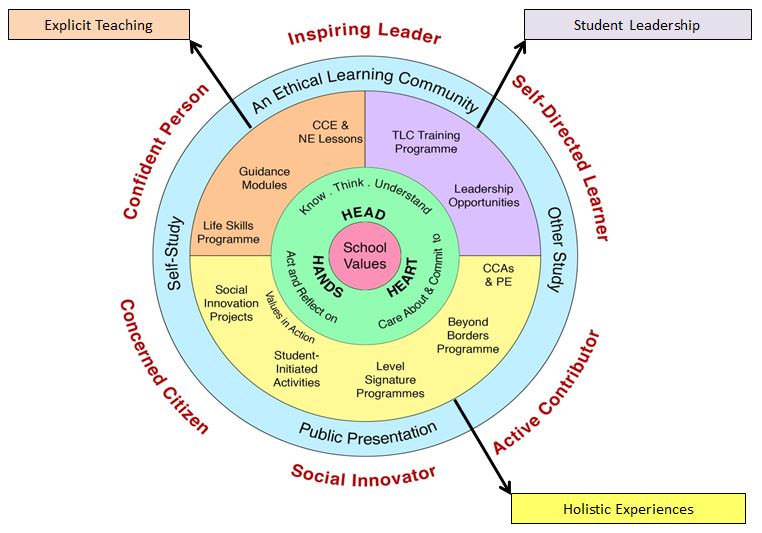 Explicit Teaching
Student Leadership
Inspiring Leader
Confident Person
Self-Directed Learner
An Ethical Learning Community
CCE &
NE Lessons
Guidance
Modules
Life Skills
Programme
TLC Training
Programme
Leadership
Opportunities
Self-Study
Other Study
Know . Think . Understand
HEAD
School
Values
HANDS
HEART
Act and Reflect on
Care About & Commit to
Social
Innovation
Projects
Values in Action
Student-
Initiated
Activities
Level
Signature
Programmes
Beyond
Borders
Programme
CCAs
& PE
Public Presentation
Concerned Citizen
Active Contributor
Social Innovator
Holistic Experiences